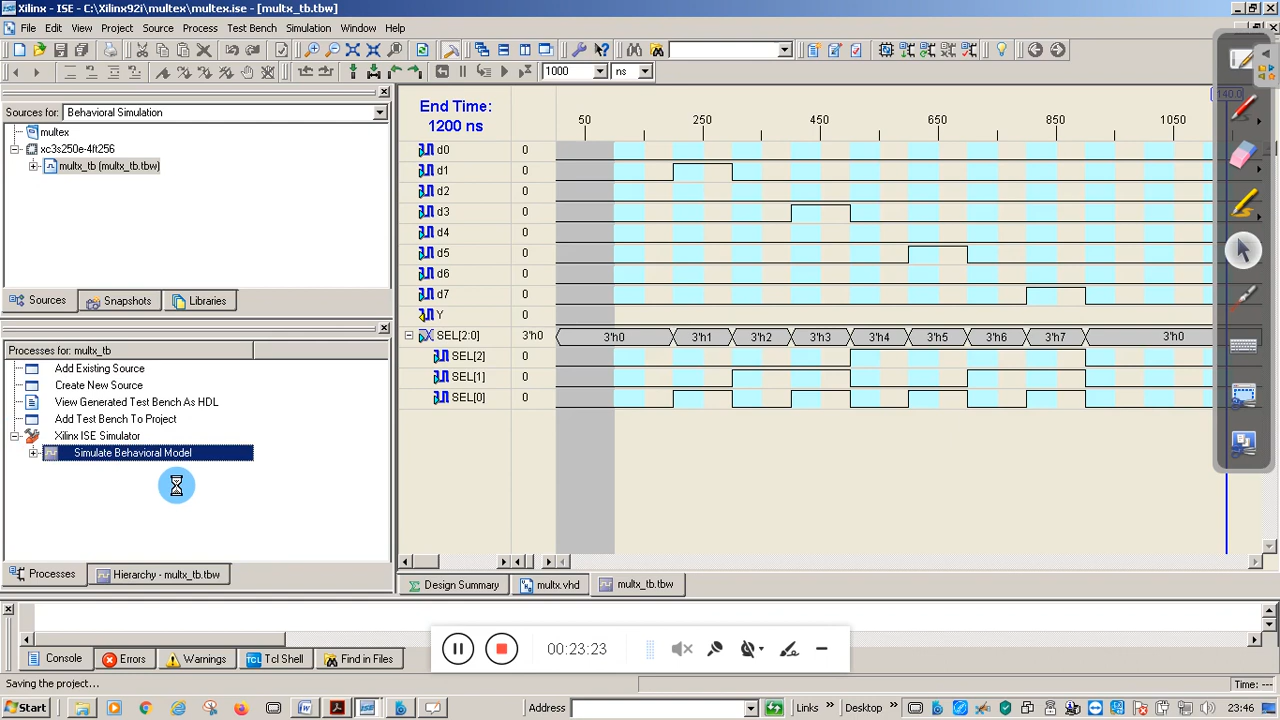 Xilinx - ISE - C:\Xilinx92i\multex\multex.ise - [multx_tb.tbw]
File Edit View Project Source Process Test Bench Simulation Window Help
1000 ns
Sources for: Behavioral Simulation
multex
xc3s250e-4ft256
multx_tb (multx_tb.tbw)
Sources Snapshots Libraries
Processes for: multx_tb
Add Existing Source
Create New Source
View Generated Test Bench As HDL
Add Test Bench To Project
Xilinx ISE Simulator
Simulate Behavioral Model
Processes Hierarchy - multx_tb.tbw
End Time:
1200 ns
50 250 450 650 850 1050
140.0
d0 0
d1 0
d2 0
d3 0
d4 0
d5 0
d6 0
d7 0
Y 0
SEL[2:0] 3'h0 3'h0 3'h1 3'h2 3'h3 3'h4 3'h5 3'h6 3'h7 3'h0
SEL[2] 0
SEL[1] 0
SEL[0] 0
Design Summary multx.vhd multx_tb.tbw
00:23:23
Console Errors Warnings Tcl Shell Find in Files
Saving the project... Time: ---
Start Address Links » Desktop » 23:46